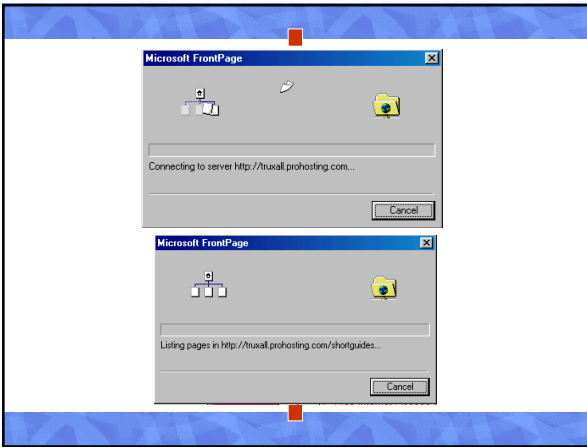 Microsoft FrontPage
Connecting to server http://truxall.prohosting.com...
Cancel
Microsoft FrontPage
Listing pages in http://truxall.prohosting.com/shortguides...
Cancel